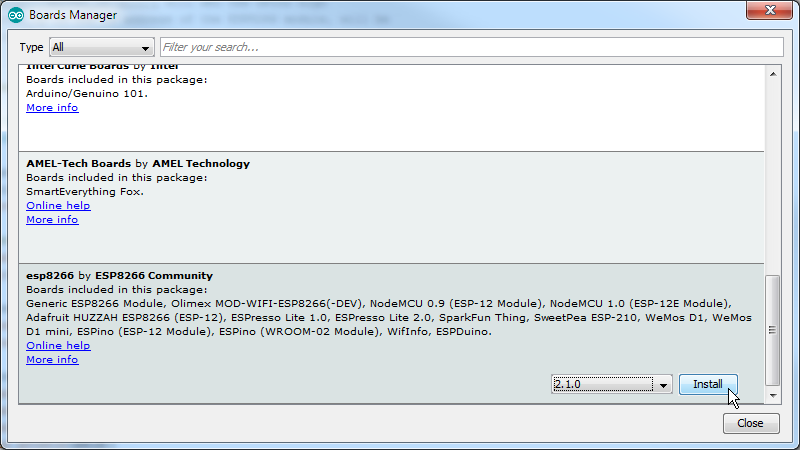 Boards Manager
Type All Filter your search...
Intel Curie Boards by Intel
Boards included in this package:
Arduino/Genuino 101.
More info
AMEL-Tech Boards by AMEL Technology
Boards included in this package:
SmartEverything Fox.
Online help
More info
esp8266 by ESP8266 Community
Boards included in this package:
Generic ESP8266 Module, Olimex MOD-WIFI-ESP8266(-DEV), NodeMCU 0.9 (ESP-12 Module), NodeMCU 1.0 (ESP-12E Module),
Adafruit HUZZAH ESP8266 (ESP-12), ESPresso Lite 1.0, ESPresso Lite 2.0, SparkFun Thing, SweetPea ESP-210, WeMos D1, WeMos
D1 mini, ESPino (ESP-12 Module), ESPino (WROOM-02 Module), WifInfo, ESPDuino.
Online help
More info
2.1.0 Install
Close